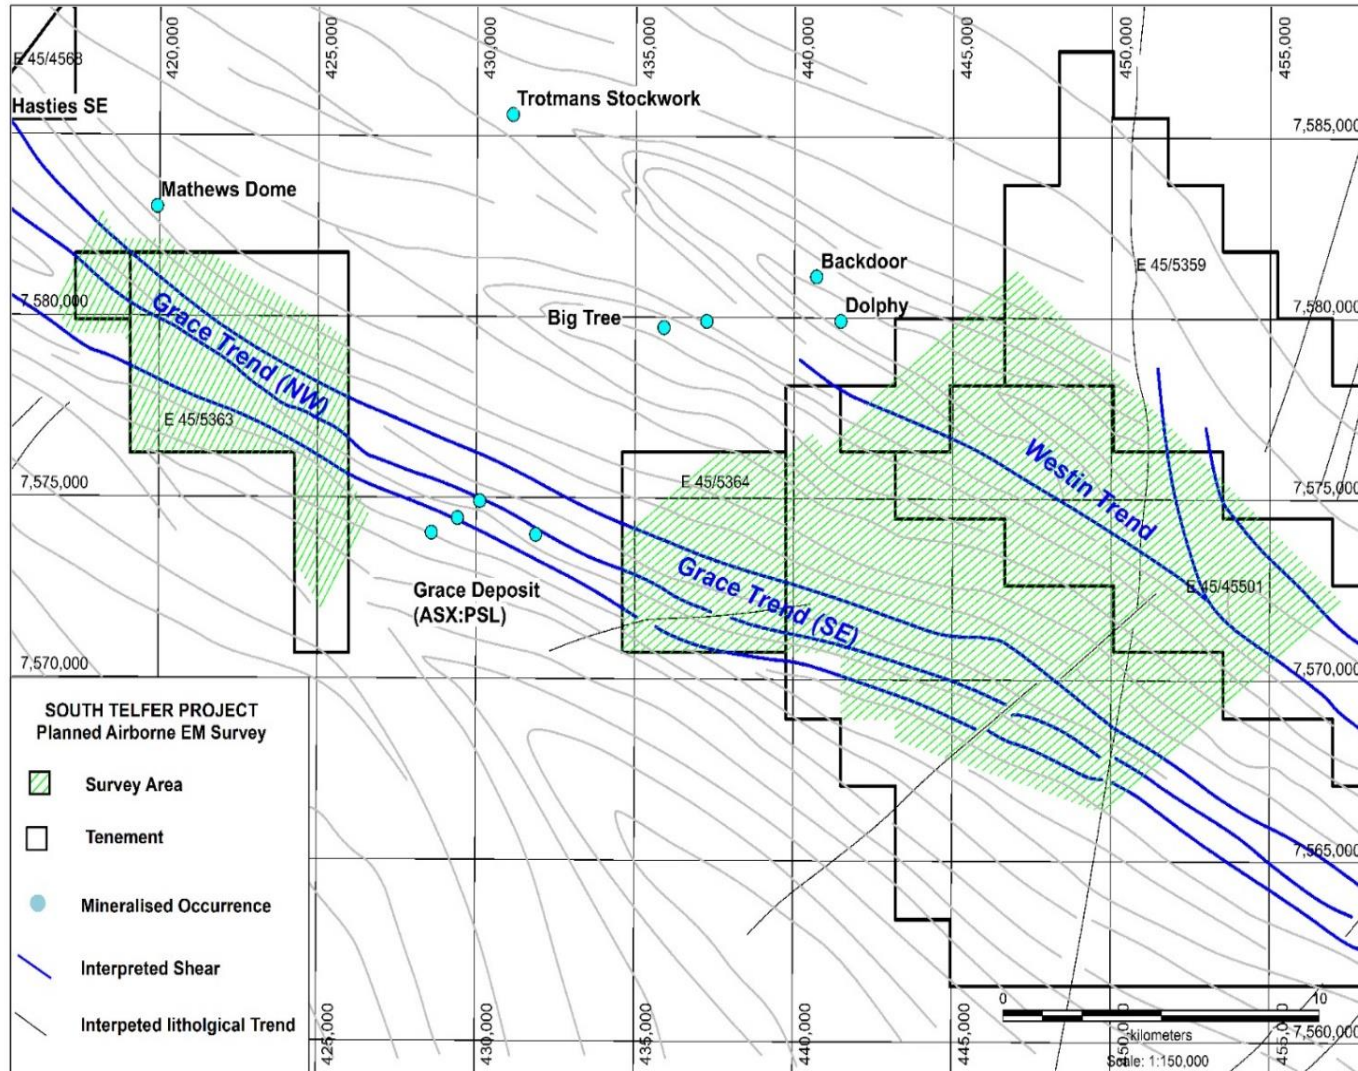 420,000
425,000
430,000
435,000
440,000
445,000
450,000
455,000
E 45/4568
Hasties SE
Trotmans Stockwork
7,585,000
Mathews Dome
Backdoor
E 45/5359
7,580,000
Dolphy
7,580,000
Big Tree
Grace Trend (NW)
E 45/5363
Westin Trend
7,575,000
E 45/5364
7,575,000
Grace Deposit
(ASX:PSL)
Grace Trend (SE)
E 45/45501
7,570,000
7,570,000
SOUTH TELFER PROJECT
Planned Airborne EM Survey
Survey Area
Tenement
Mineralised Occurrence
Interpreted Shear
Interpeted litholgical Trend
7,565,000
0 10
kilometers
Scale: 1:150,000
7,560,000
425,000
430,000
435,000
440,000
445,000
450,000
455,000